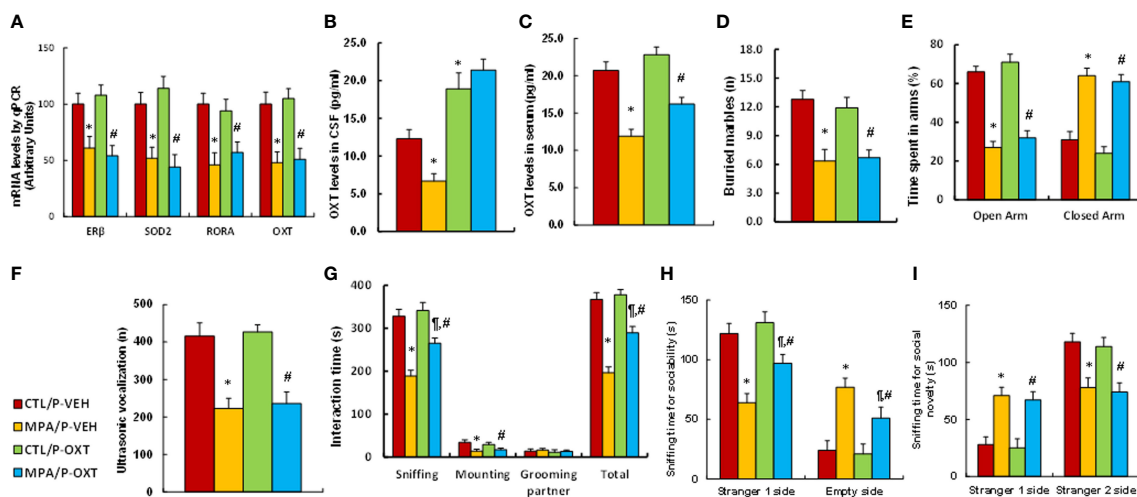 A
mRNA levels by qPCR
(Arbitrary Units)
150
100
50
0
* # * # * # * #
ERβ SOD2 RORA OXT
B
OXT levels in CSF (pg/ml)
25.0
20.0
15.0
10.0
5.0
0.0
* *
C
OXT levels in serum(pg/ml)
25.0
20.0
15.0
10.0
5.0
0.0
* #
D
Burried marbles (n)
18.0
15.0
12.0
9.0
6.0
3.0
0.0
* #
E
Time spent in arms (%)
80
60
40
20
0
* # * #
Open Arm Closed Arm
F
CTL/P-VEH
MPA/P-VEH
CTL/P-OXT
MPA/P-OXT
Ultrasonic vocalization (n)
500
400
300
200
100
0
* #
G
Interaction time (s)
400
300
200
100
0
* ¶,# * # * ¶,#
Sniffing Mounting Grooming partner Total
H
Sniffing time for sociability (s)
150
100
50
0
* ¶,# * ¶,#
Stranger 1 side Empty side
I
Sniffing time for social
novelty (s)
150
100
50
0
* # * #
Stranger 1 side Stranger 2 side